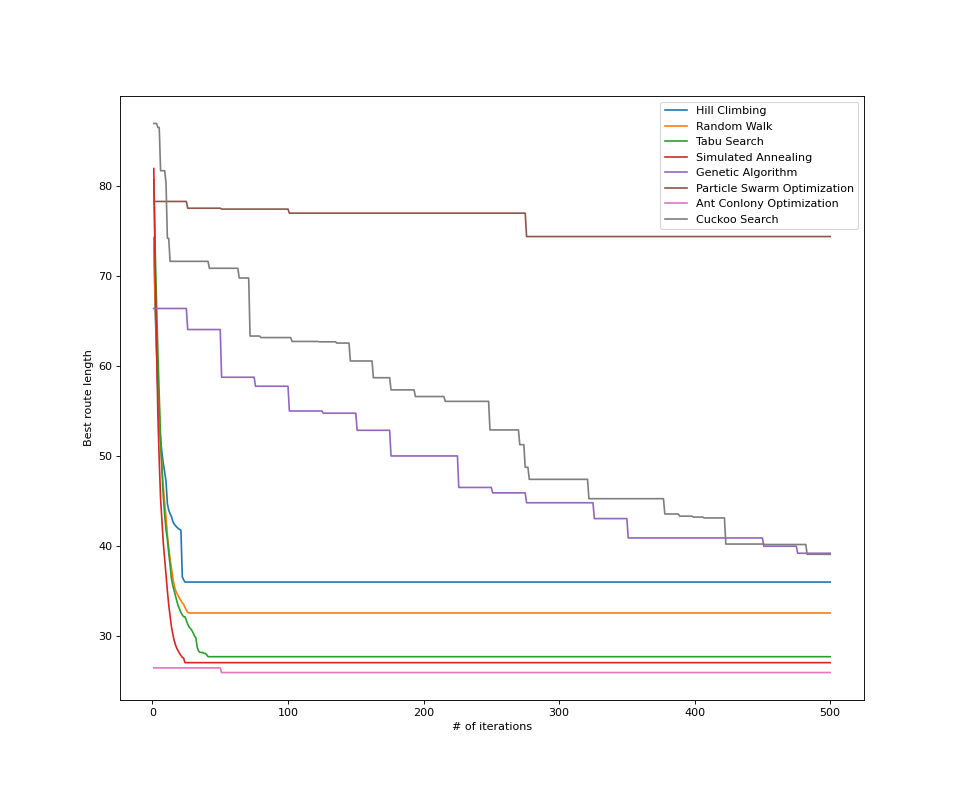 Hill Climbing
Random Walk
Tabu Search
Simulated Annealing
Genetic Algorithm
Particle Swarm Optimization
Ant Conlony Optimization
Cuckoo Search
80
70
60
50
40
30
Best route length
0 100 200 300 400 500
# of iterations